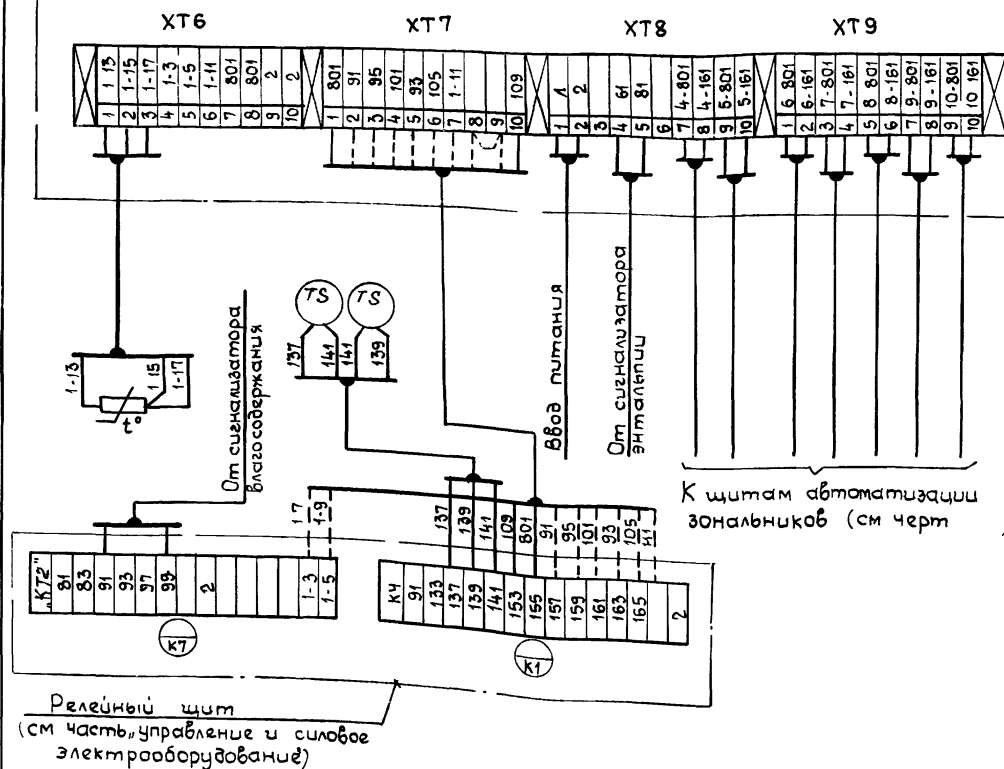 ХТ6 ХТ7 ХТ8 ХТ9
1 13 1-15 1-17 1-3 1-5 1-11 801 801 2 2
1 2 3 4 5 6 7 8 9 10
801 91 95 101 93 105 1-11 109
1 2 3 4 5 6 7 8 9 10
1 2 61 81 4-801 4-161 5-801 5-161
1 2 3 4 5 6 7 8 9 10
6 801 6-161 7-801 7-161 8 801 8-161 9-801 9-161 10-801 10 161
1 2 3 4 5 6 7 8 9 10
1-13 1 15 1-17
t°
От сигнализатора
влагосодержания
TS TS
137 141 141 139
Ввод питания
От сигнализатора
энтальпии
К щитам автоматизации
зональников (см черт
1 7 1-9
137 139 141 109 801 91 95 101 93 105
„КТ2" 81 83 91 93 97 99 2 1-3 1-5
К7
КЧ 91 133 137 139 141 153 155 157 159 161 163 165 2
К1
Релейный щит
(см часть„управление и силовое
электрооборудование)